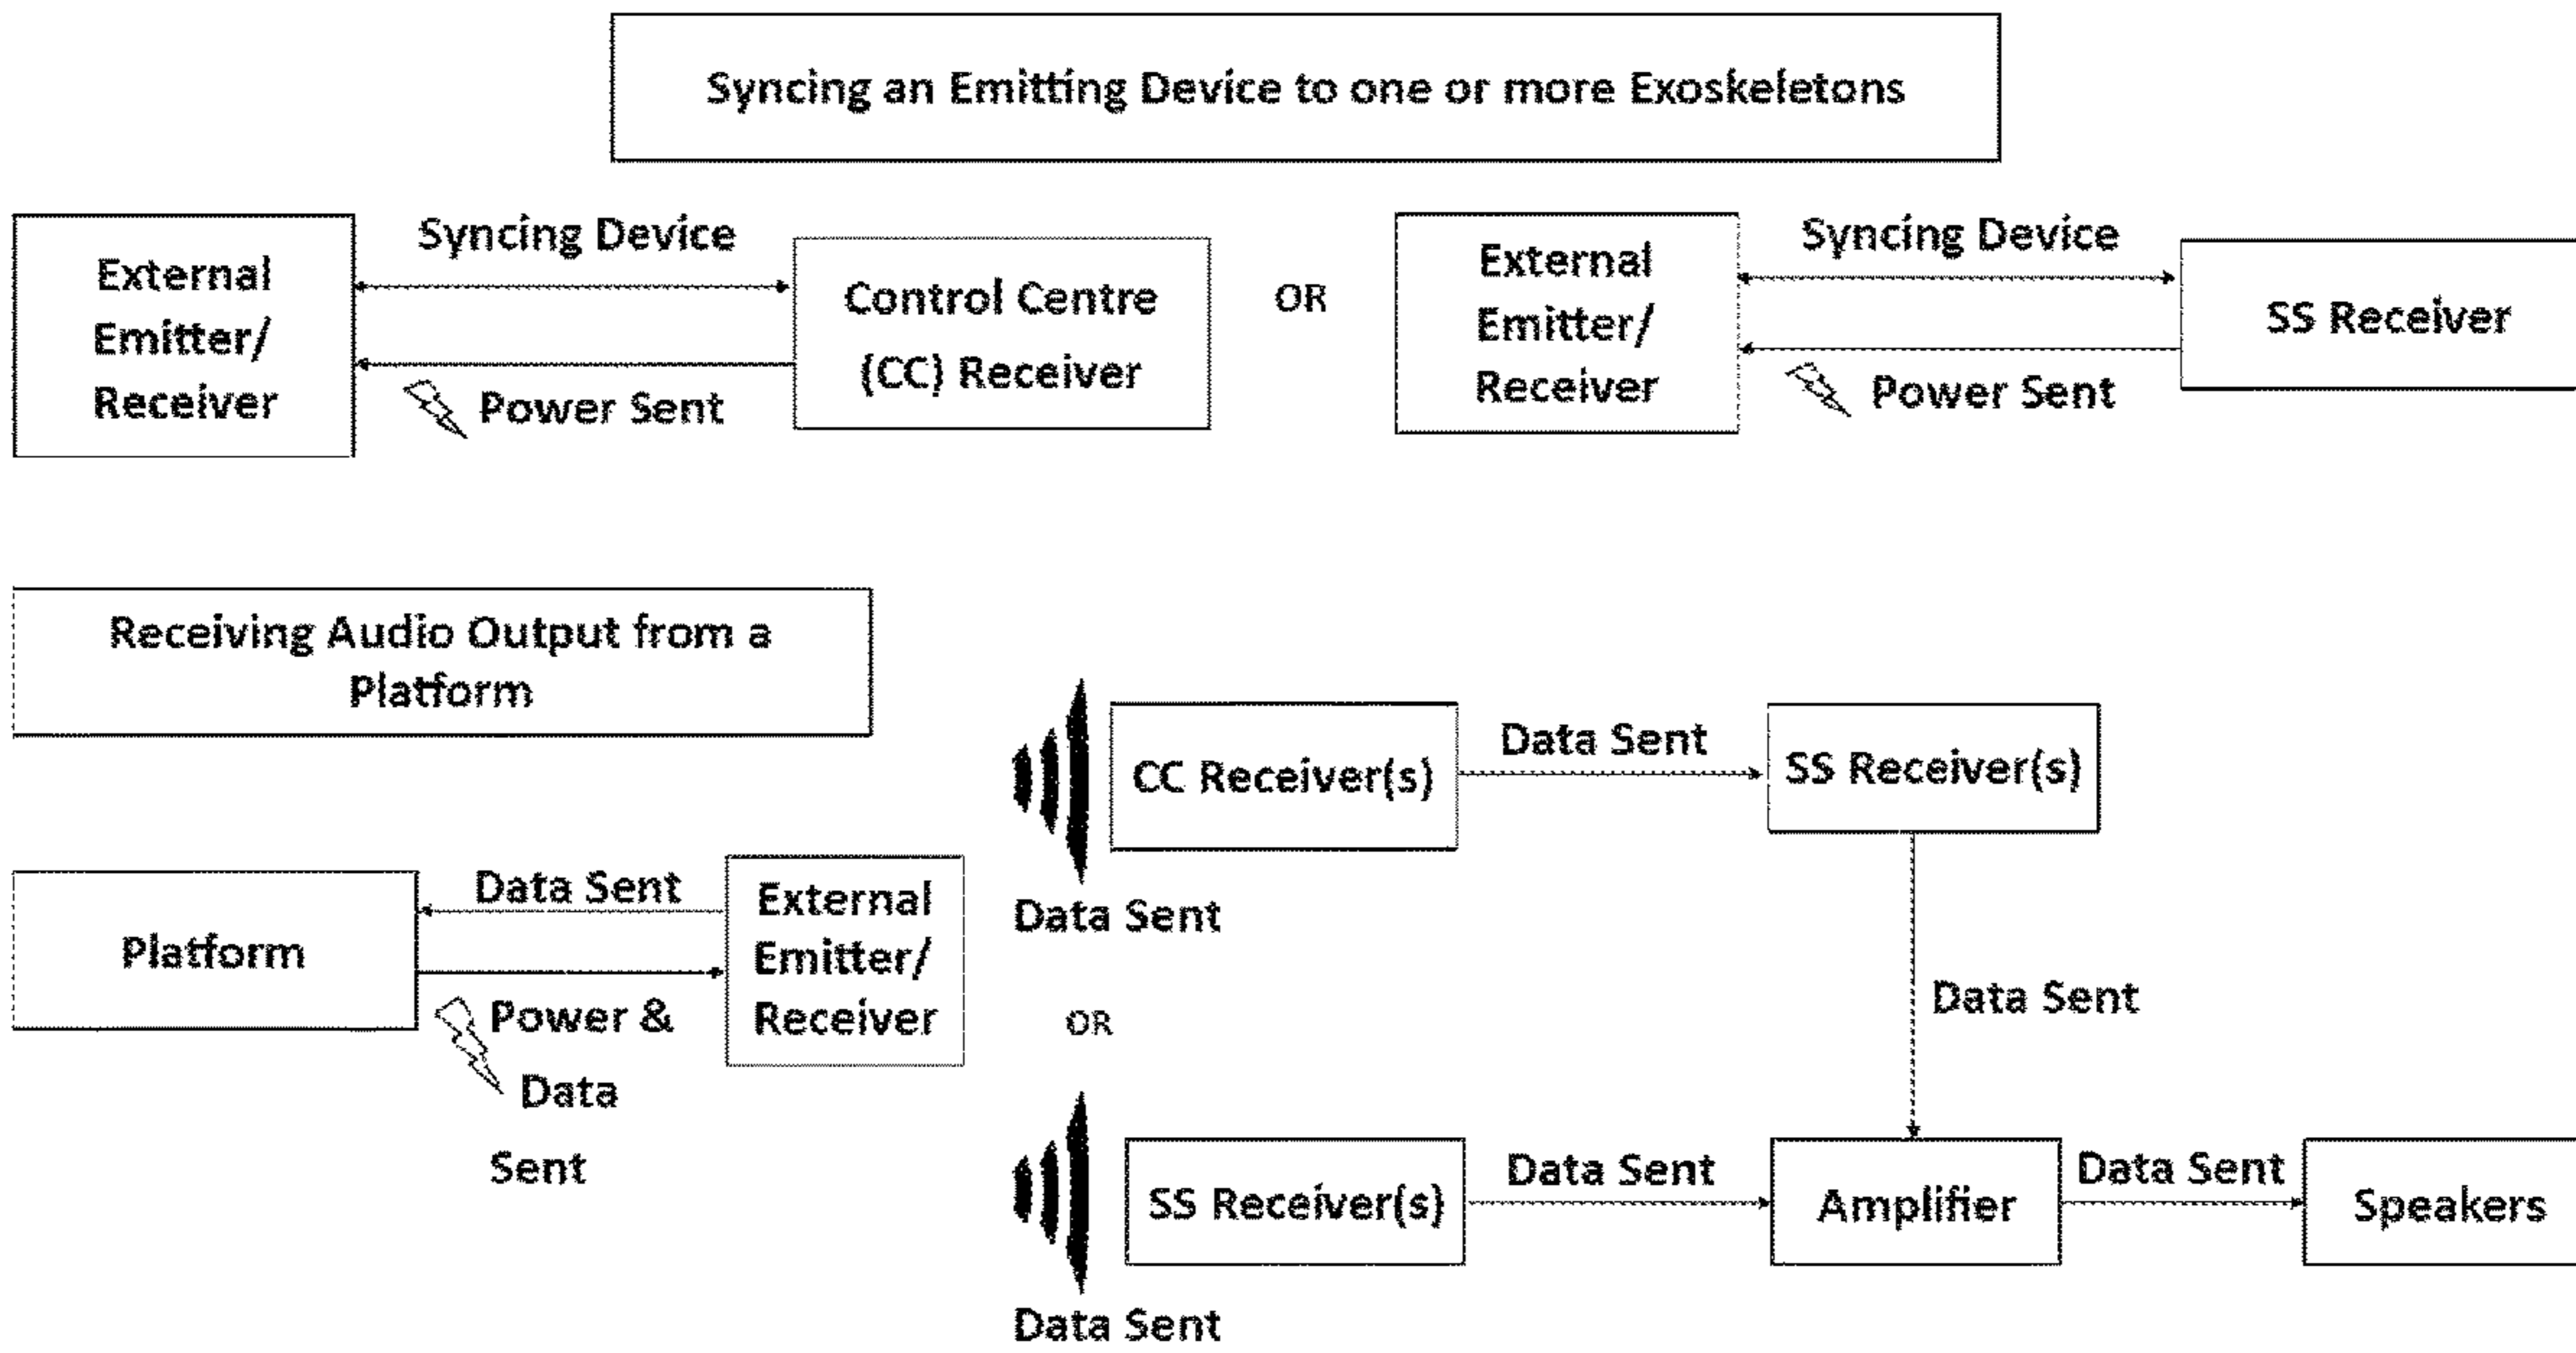 Syncing an Emitting Device to one or more Exoskeletons
External
Emitter/
Receiver
Syncing Device
Power Sent
Control Centre
(CC) Receiver
OR
External
Emitter/
Receiver
Syncing Device
Power Sent
SS Receiver
Receiving Audio Output from a
Platform
Platform
Data Sent
Power &
Data
Sent
External
Emitter/
Receiver
Data Sent
CC Receiver(s)
Data Sent
SS Receiver(s)
Data Sent
OR
Data Sent
SS Receiver(s)
Data Sent
Amplifier
Data Sent
Speakers